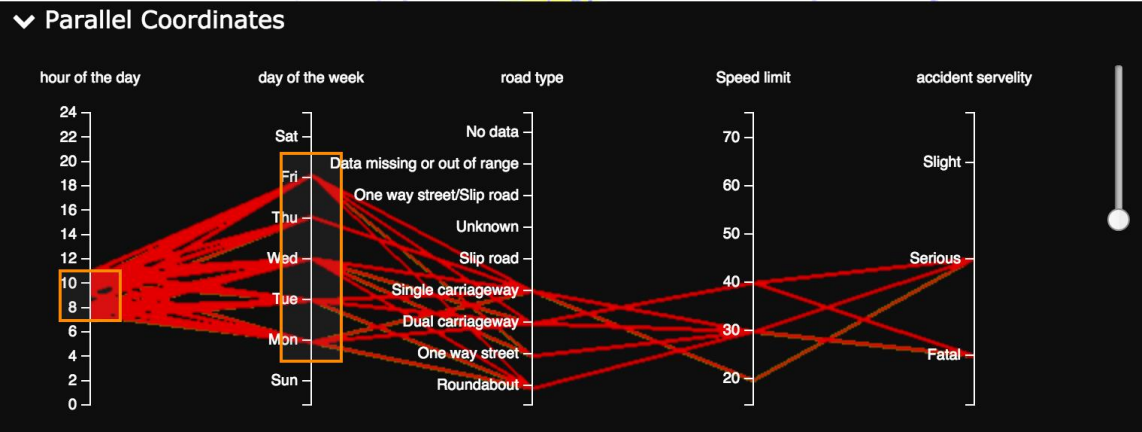 Parallel Coordinates
hour of the day
day of the week
road type
Speed limit
accident servelity
24
22
20
18
16
14
12
10
8
6
4
2
0
Sat
Fri
Thu
Wed
Tue
Mon
Sun
No data
Data missing or out of range
One way street/Slip road
Unknown
Slip road
Single carriageway
Dual carriageway
One way street
Roundabout
70
60
50
40
30
20
Slight
Serious
Fatal